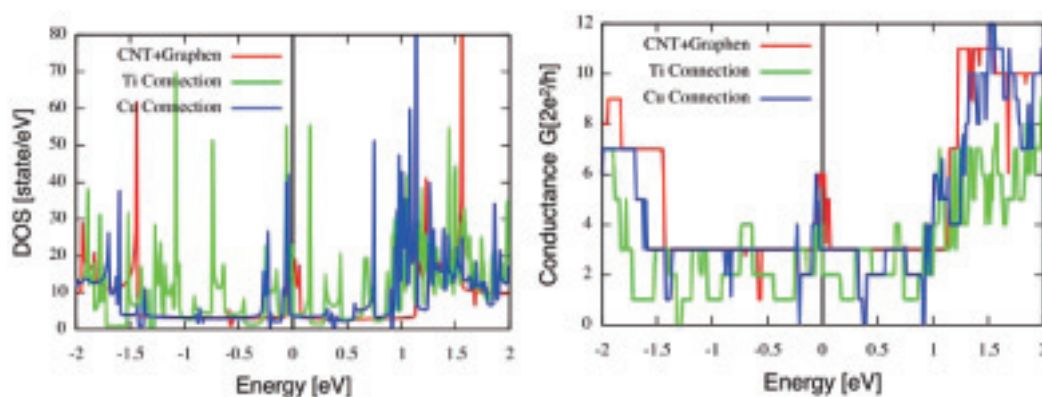 80
70
60
50
40
30
20
10
0
DOS [state/eV]
CNT+Graphen
Ti Connection
Cu Connection
-2 -1.5 -1 -0.5 0 0.5 1 1.5 2
Energy [eV]
12
10
8
6
4
2
0
Conductance G[2e²/h]
CNT+Graphen
Ti Connection
Cu Connection
-2 -1.5 -1 -0.5 0 0.5 1 1.5 2
Energy [eV]